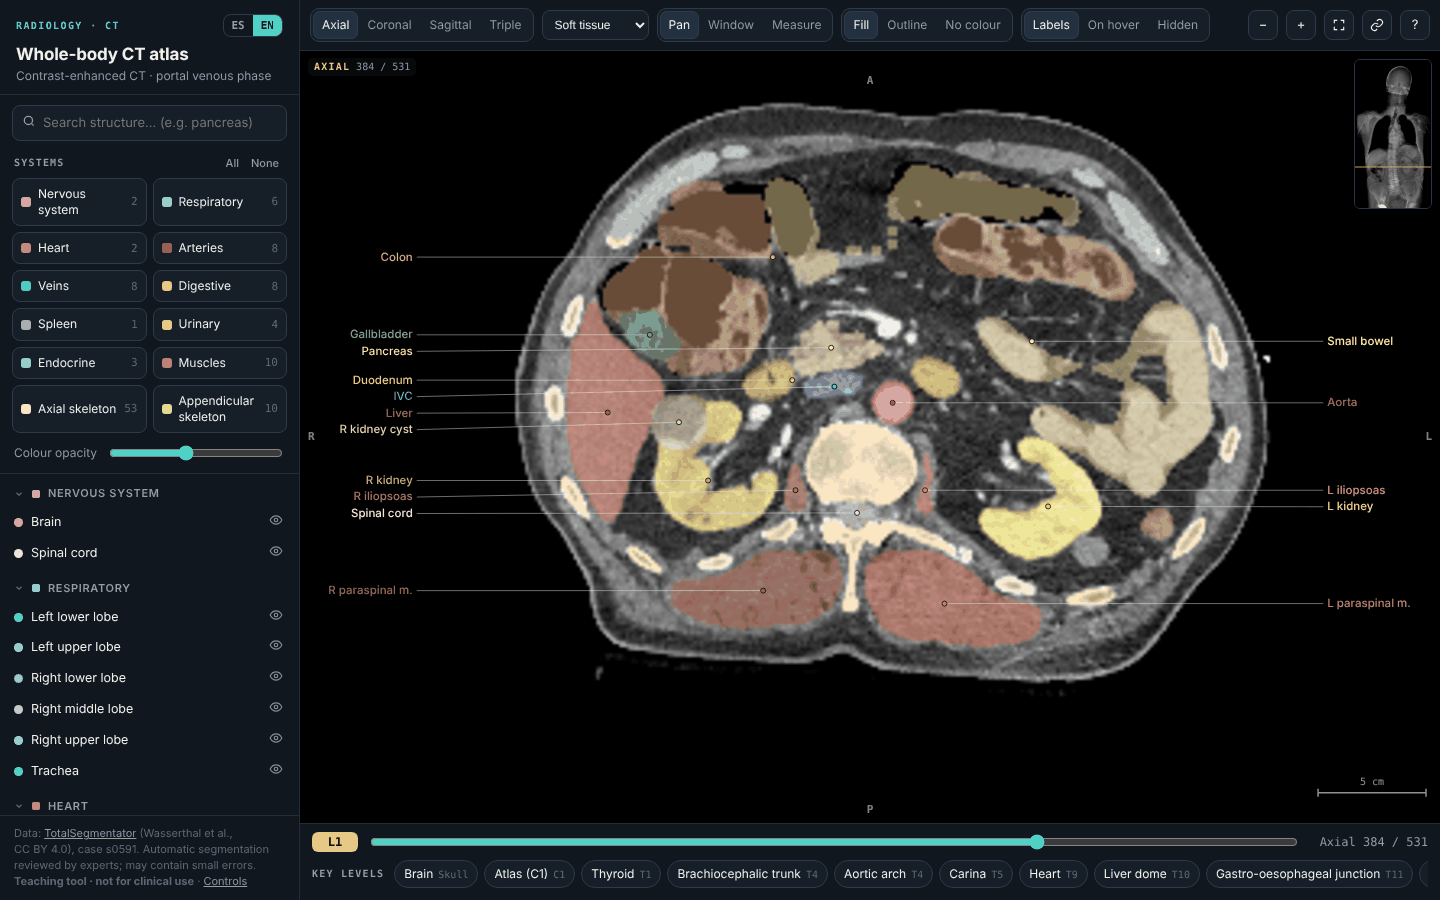 RADIOLOGY · CT
ES EN
Whole-body CT atlas
Contrast-enhanced CT · portal venous phase
Search structure... (e.g. pancreas)
SYSTEMS All None
Nervous system 2
Respiratory 6
Heart 2
Arteries 8
Veins 8
Digestive 8
Spleen 1
Urinary 4
Endocrine 3
Muscles 10
Axial skeleton 53
Appendicular skeleton 10
Colour opacity
NERVOUS SYSTEM
Brain
Spinal cord
RESPIRATORY
Left lower lobe
Left upper lobe
Right lower lobe
Right middle lobe
Right upper lobe
Trachea
HEART
Data: TotalSegmentator (Wasserthal et al.,
CC BY 4.0), case s0591. Automatic segmentation
reviewed by experts; may contain small errors.
Teaching tool · not for clinical use · Controls
Axial Coronal Sagittal Triple
Soft tissue
Pan Window Measure
Fill Outline No colour
Labels On hover Hidden
− + ?
AXIAL 384 / 531
A
R
L
P
Colon
Gallbladder
Pancreas
Duodenum
IVC
Liver
R kidney cyst
R kidney
R iliopsoas
Spinal cord
R paraspinal m.
Small bowel
Aorta
L iliopsoas
L kidney
L paraspinal m.
5 cm
L1
Axial 384 / 531
KEY LEVELS
Brain Skull
Atlas (C1) C1
Thyroid T1
Brachiocephalic trunk T4
Aortic arch T4
Carina T5
Heart T9
Liver dome T10
Gastro-oesophageal junction T11